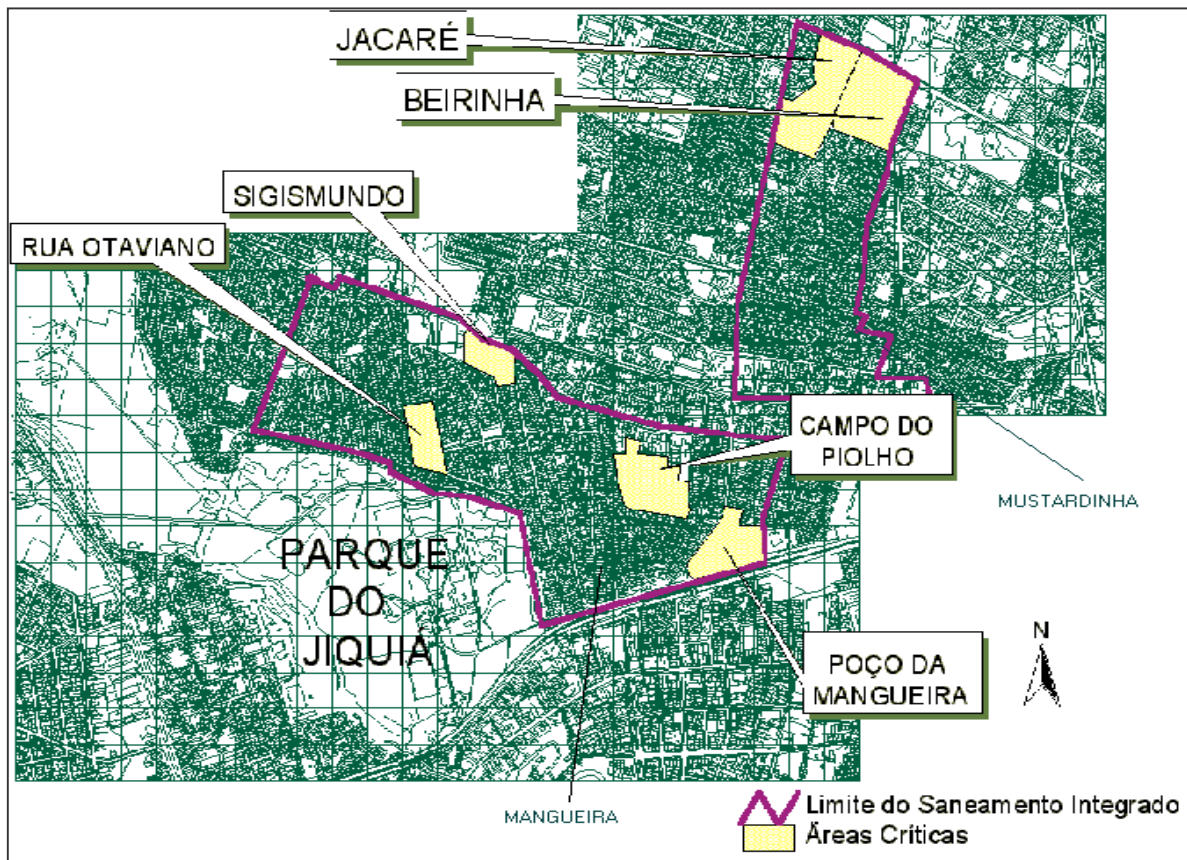 JACARÉ
BEIRINHA
SIGISMUNDO
RUA OTAVIANO
CAMPO DO
PIOLHO
MUSTARDINHA
PARQUE
DO
JIQUIÁ
N
POÇO DA
MANGUEIRA
MANGUEIRA
Limite do Saneamento Integrado
Áreas Críticas